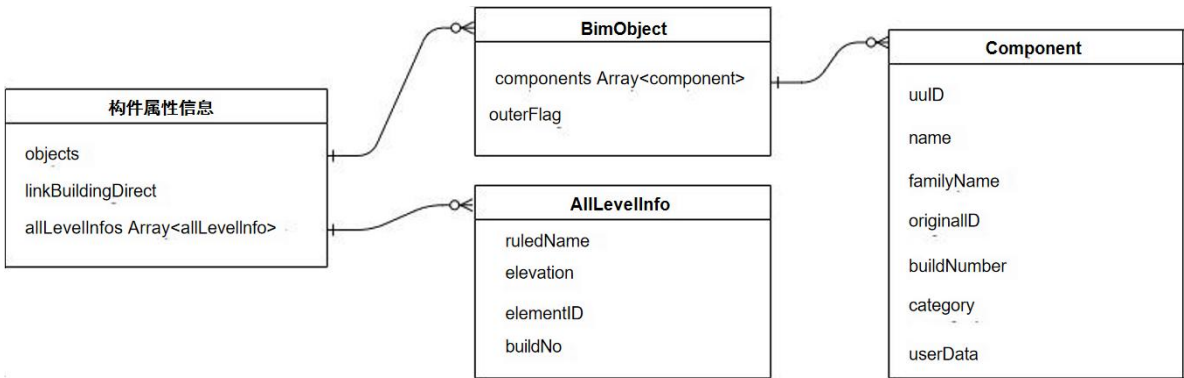 构件属性信息
objects
linkBuildingDirect
allLevelInfos Array<allLevelInfo>
BimObject
components Array<component>
outerFlag
AllLevelInfo
ruledName
elevation
elementID
buildNo
Component
uuID
name
familyName
originalID
buildNumber
category
userData